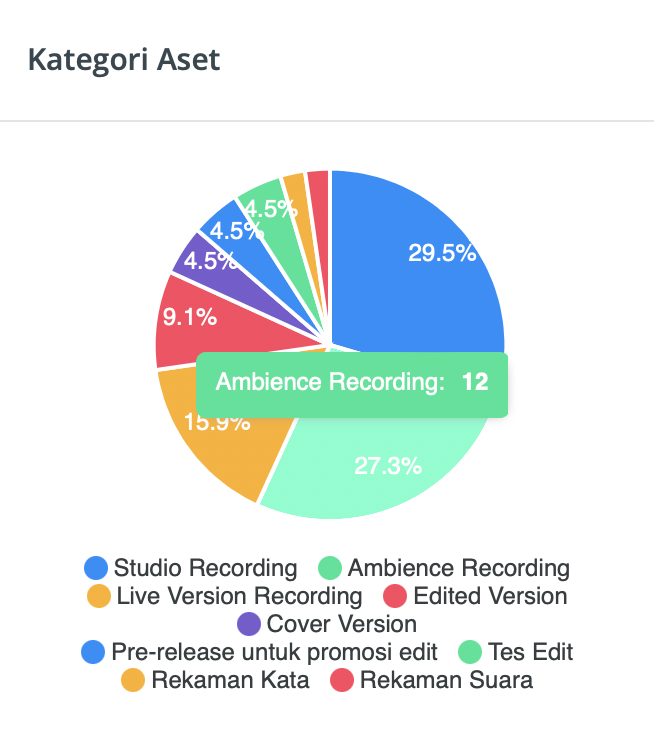 Kategori Aset
4.5%
4.5%
29.5%
4.5%
9.1%
Ambience Recording: 12
15.9%
27.3%
Studio Recording Ambience Recording
Live Version Recording Edited Version
Cover Version
Pre-release untuk promosi edit Tes Edit
Rekaman Kata Rekaman Suara